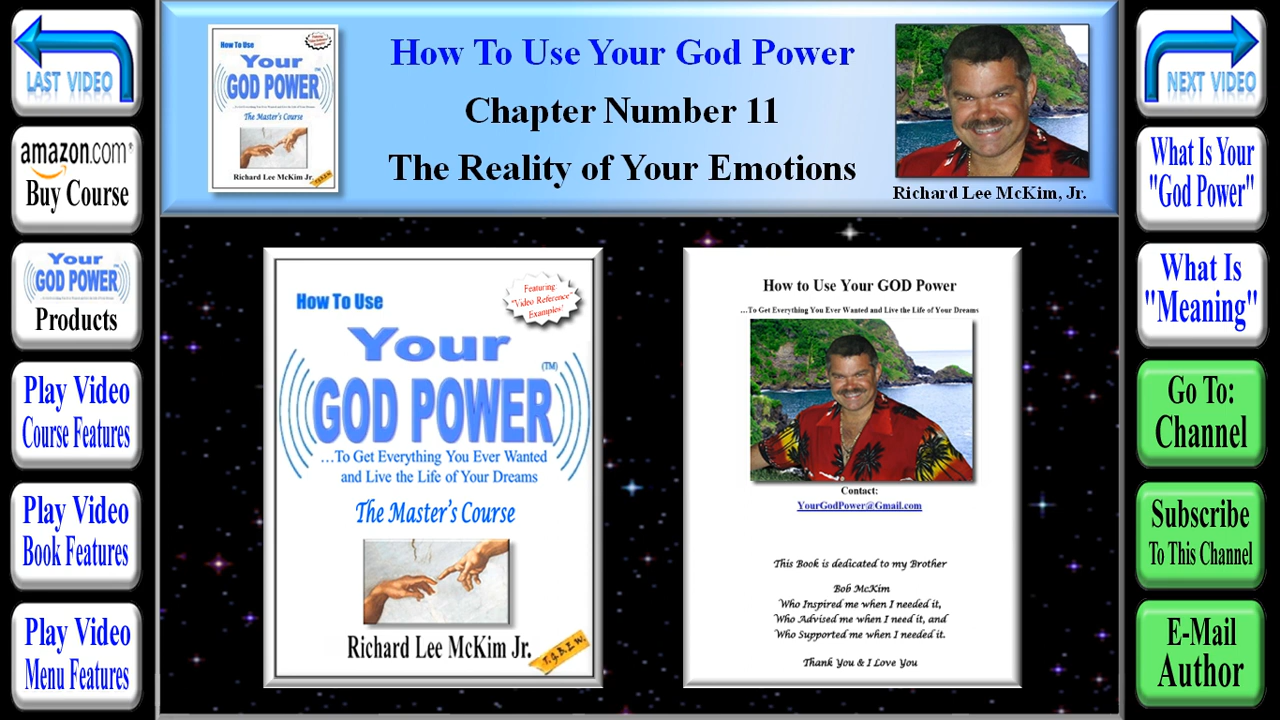 LAST VIDEO
amazon.com
Buy Course
Your
GOD POWER
Products
Play Video
Course Features
Play Video
Book Features
Play Video
Menu Features
How To Use
Your
GOD POWER
The Master's Course
Richard Lee McKim Jr.
How To Use Your God Power
Chapter Number 11
The Reality of Your Emotions
Richard Lee McKim, Jr.
Featuring
"Video Reference"
Examples!
How To Use
Your
(TM)
GOD POWER
...To Get Everything You Ever Wanted
and Live the Life of Your Dreams
The Master's Course
Richard Lee McKim Jr.
T.G.B.E.W.
How to Use Your GOD Power
...To Get Everything You Ever Wanted and Live the Life of Your Dreams
Contact:
YourGodPower@Gmail.com
This Book is dedicated to my Brother
Bob McKim
Who Inspired me when I needed it,
Who Advised me when I need it, and
Who Supported me when I needed it.
Thank You & I Love You
NEXT VIDEO
What Is Your
"God Power"
What Is
"Meaning"
Go To:
Channel
Subscribe
To This Channel
E-Mail
Author